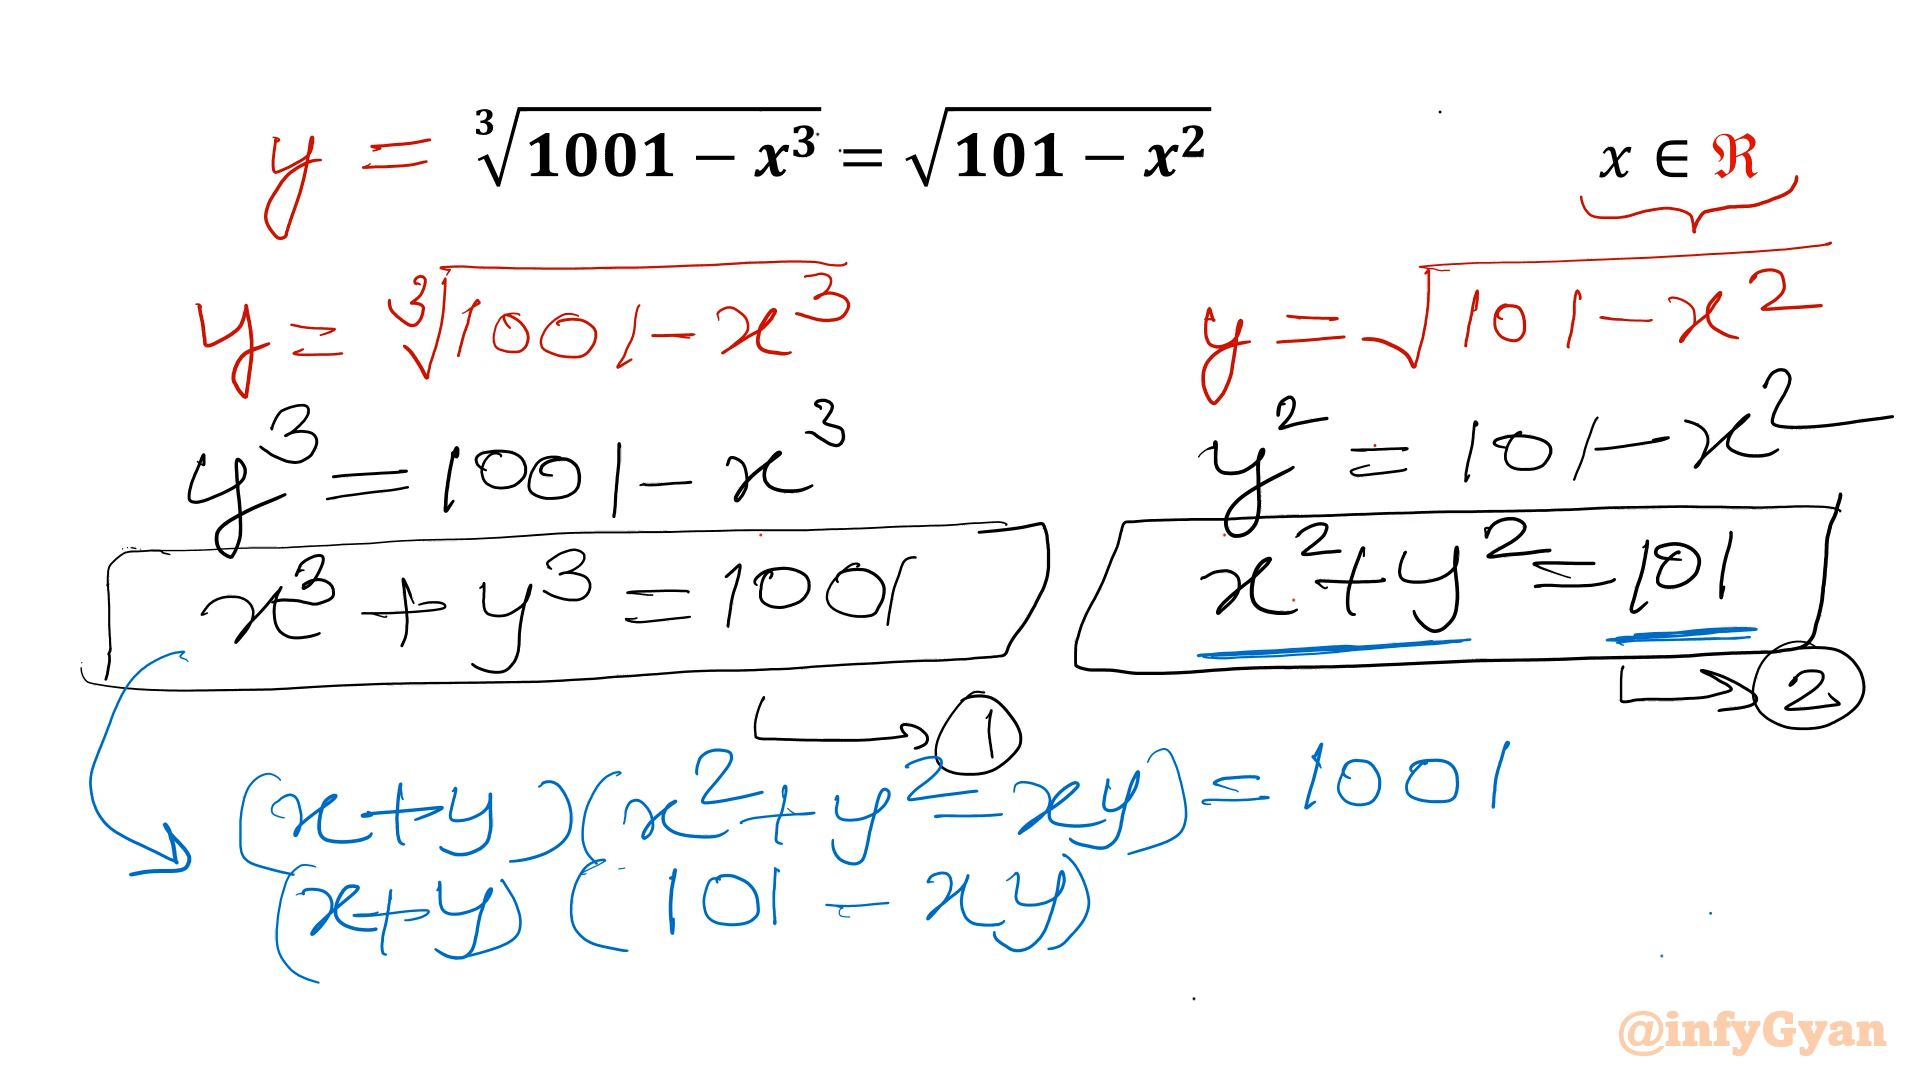 y = ∛(1001 − x³) = √(101 − x²) x ∈ ℜ
y = ∛(1001 − x³) y = √(101 − x²)
y³ = 1001 − x³ y² = 101 − x²
x³ + y³ = 1001 x² + y² = 101
→ ① → ②
(x+y)(x² + y² − xy) = 1001
(x+y)(101 − xy)
@infyGyan